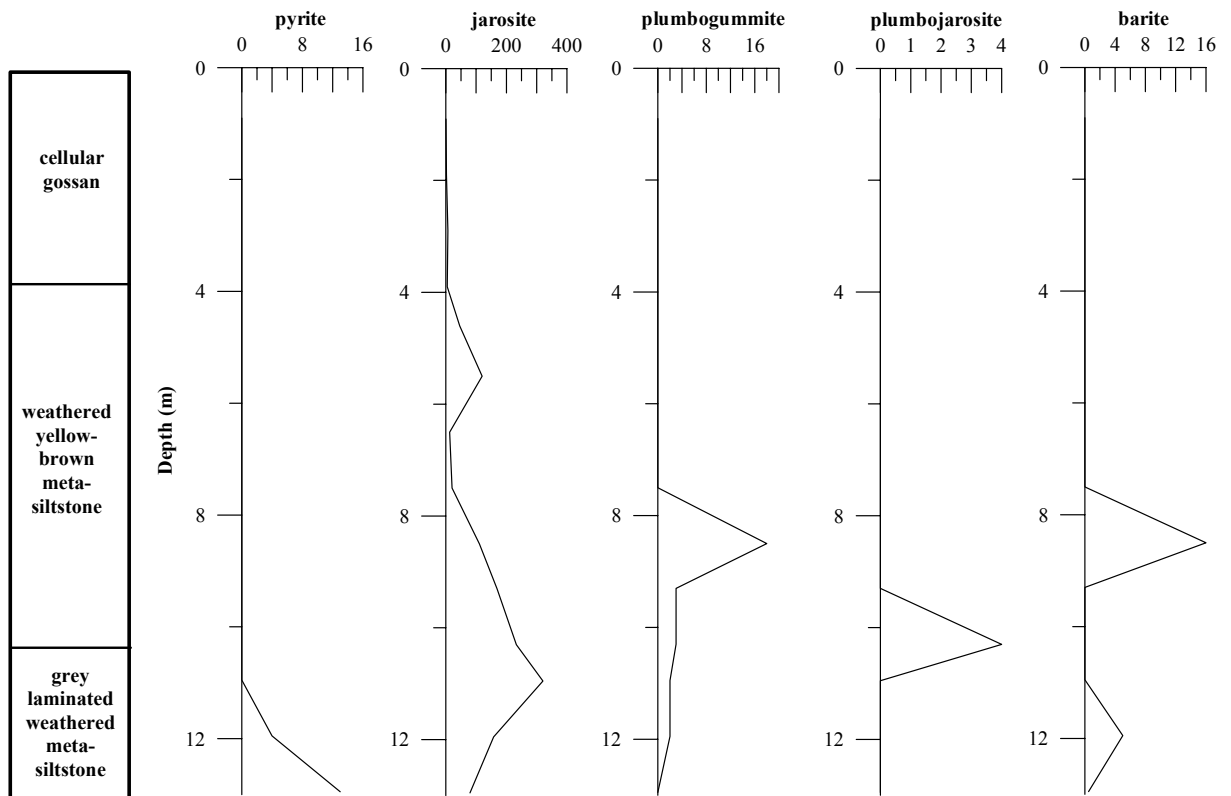 pyrite
jarosite
plumbogummite
plumbojarosite
barite
0 8 16
0 200 400
0 8 16
0 1 2 3 4
0 4 8 12 16
Depth (m)
0
4
8
12
0
4
8
12
0
4
8
12
0
4
8
12
0
4
8
12
cellular
gossan
weathered
yellow-
brown
meta-
siltstone
grey
laminated
weathered
meta-
siltstone